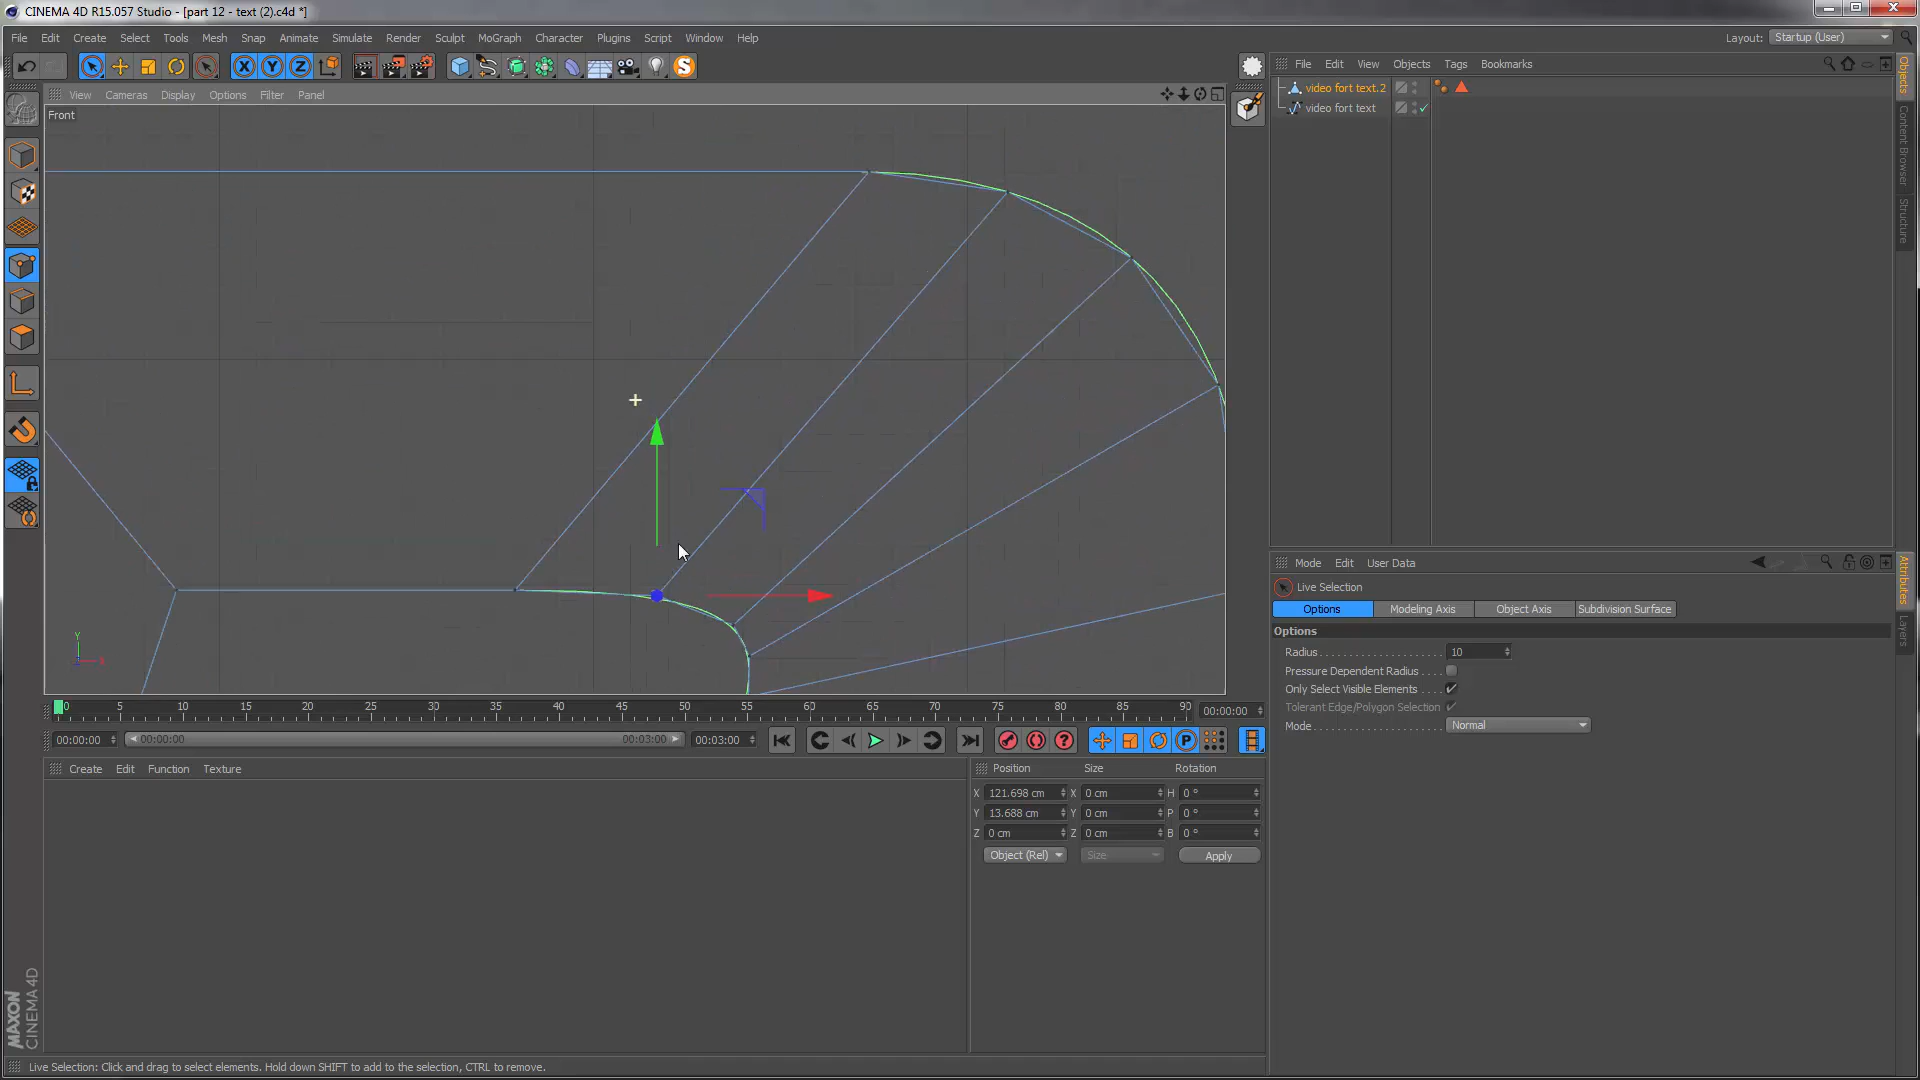 CINEMA 4D R15.057 Studio - [part 12 - text (2).c4d *]
File Edit Create Select Tools Mesh Snap Animate Simulate Render Sculpt MoGraph Character Plugins Script Window Help
Layout: Startup (User)
X Y Z S
View Cameras Display Options Filter Panel
Front
File Edit View Objects Tags Bookmarks
video fort text.2
video fort text
Objects
Content Browser
Structure
Y
X
Mode Edit User Data
Live Selection
Options Modeling Axis Object Axis Subdivision Surface
Options
Radius 10
Pressure Dependent Radius
Only Select Visible Elements
Tolerant Edge/Polygon Selection
Mode Normal
Attributes
Layers
0 5 10 15 20 25 30 35 40 45 50 55 60 65 70 75 80 85 90 00:00:00
00:00:00 00:00:00 00:03:00 00:03:00
P
Create Edit Function Texture
Position Size Rotation
X 121.698 cm X 0 cm H 0 °
Y 13.688 cm Y 0 cm P 0 °
Z 0 cm Z 0 cm B 0 °
Object (Rel) Size Apply
MAXON
CINEMA 4D
Live Selection: Click and drag to select elements. Hold down SHIFT to add to the selection, CTRL to remove.